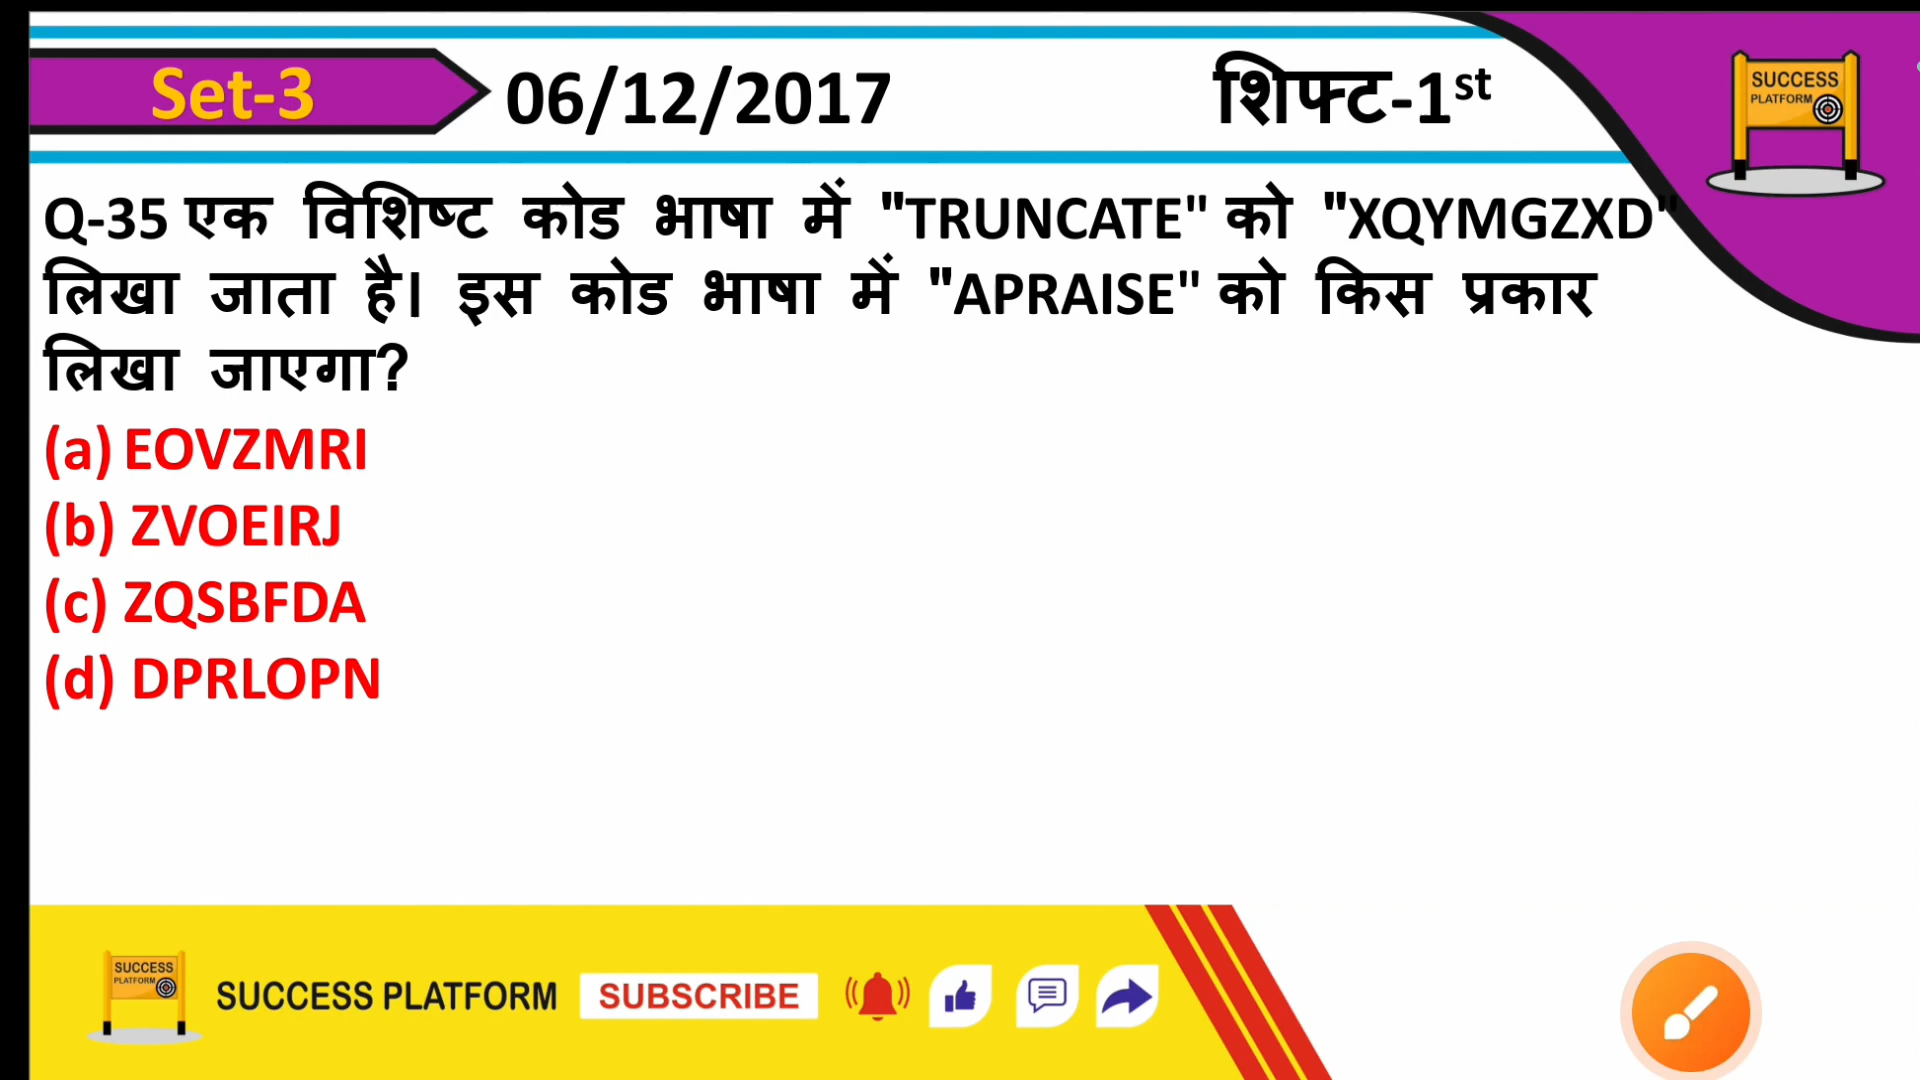 Set-3 06/12/2017 शिफ्ट-1st
SUCCESS
PLATFORM
Q-35 एक विशिष्ट कोड भाषा में "TRUNCATE" को "XQYMGZXD"
लिखा जाता है। इस कोड भाषा में "APRAISE" को किस प्रकार
लिखा जाएगा?
(a) EOVZMRI
(b) ZVOEIRJ
(c) ZQSBFDA
(d) DPRLOPN
SUCCESS
PLATFORM
SUCCESS PLATFORM SUBSCRIBE